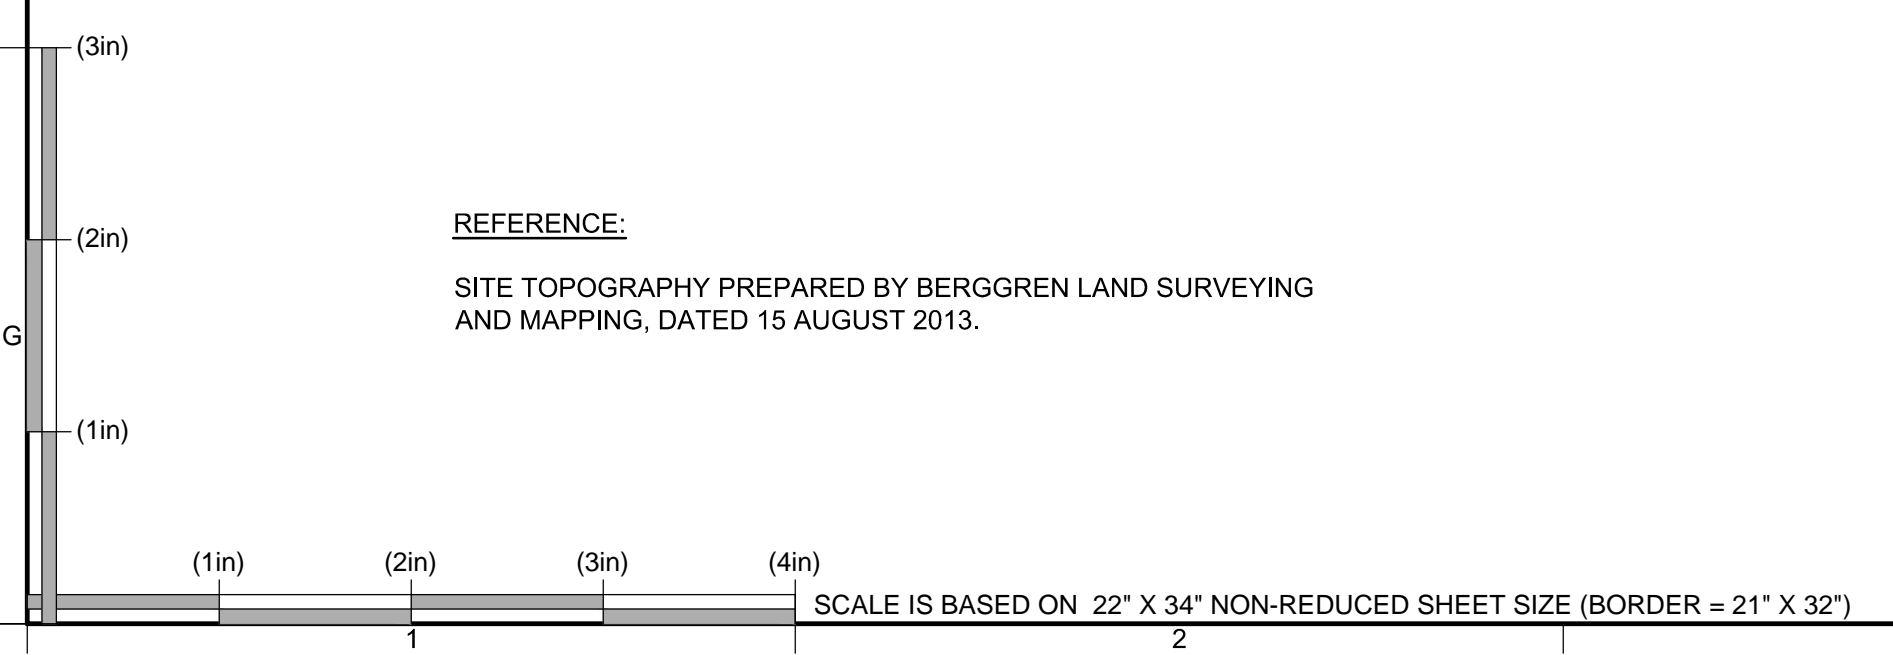 (3in)
(2in)
REFERENCE:
SITE TOPOGRAPHY PREPARED BY BERGGREN LAND SURVEYING
AND MAPPING, DATED 15 AUGUST 2013.
G
(1in)
(1in) (2in) (3in) (4in)
SCALE IS BASED ON 22" X 34" NON-REDUCED SHEET SIZE (BORDER = 21" X 32")
1 2